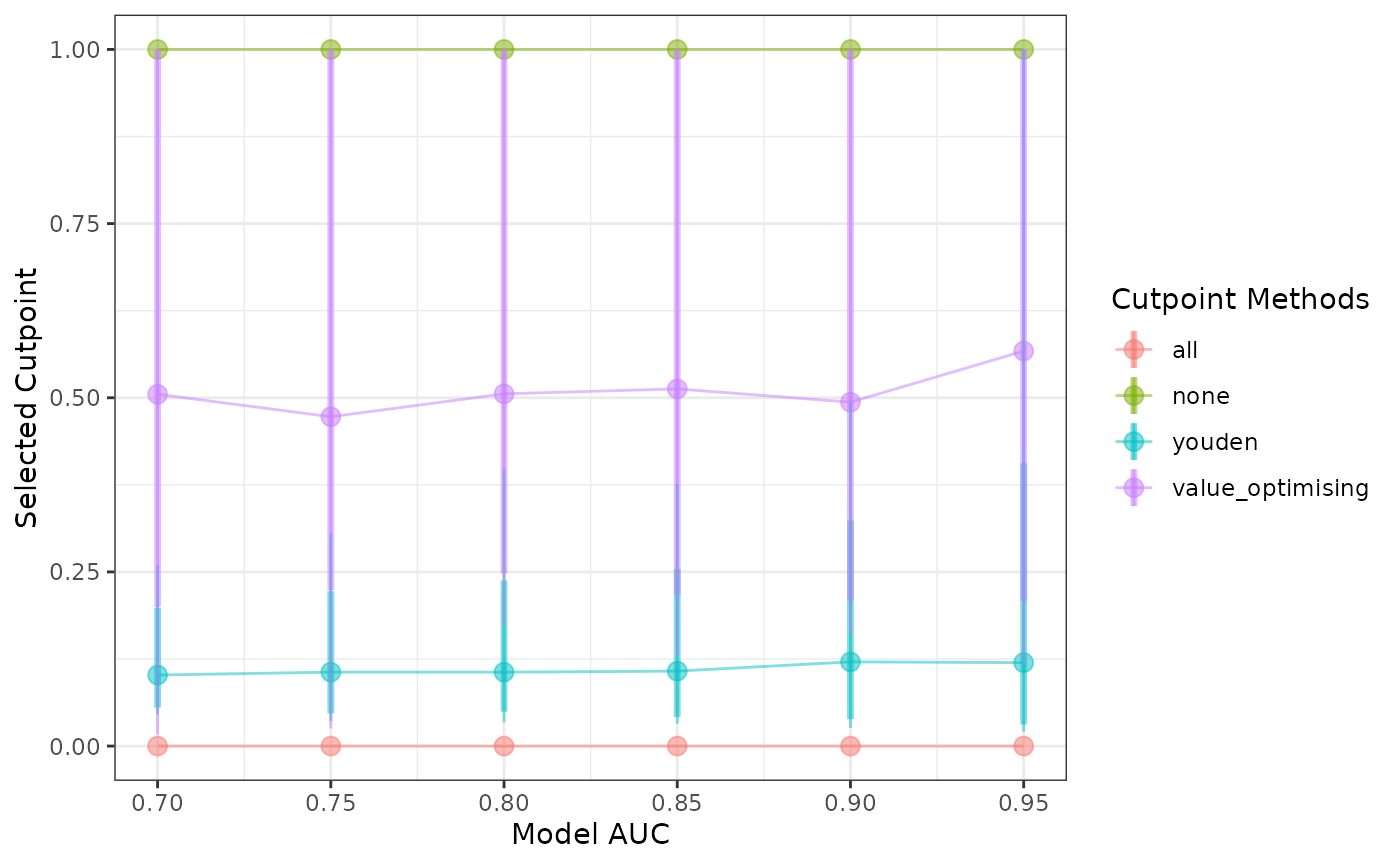 1.00
0.75
0.50
0.25
0.00
Selected Cutpoint
0.70 0.75 0.80 0.85 0.90 0.95
Model AUC
Cutpoint Methods
all
none
youden
value_optimising